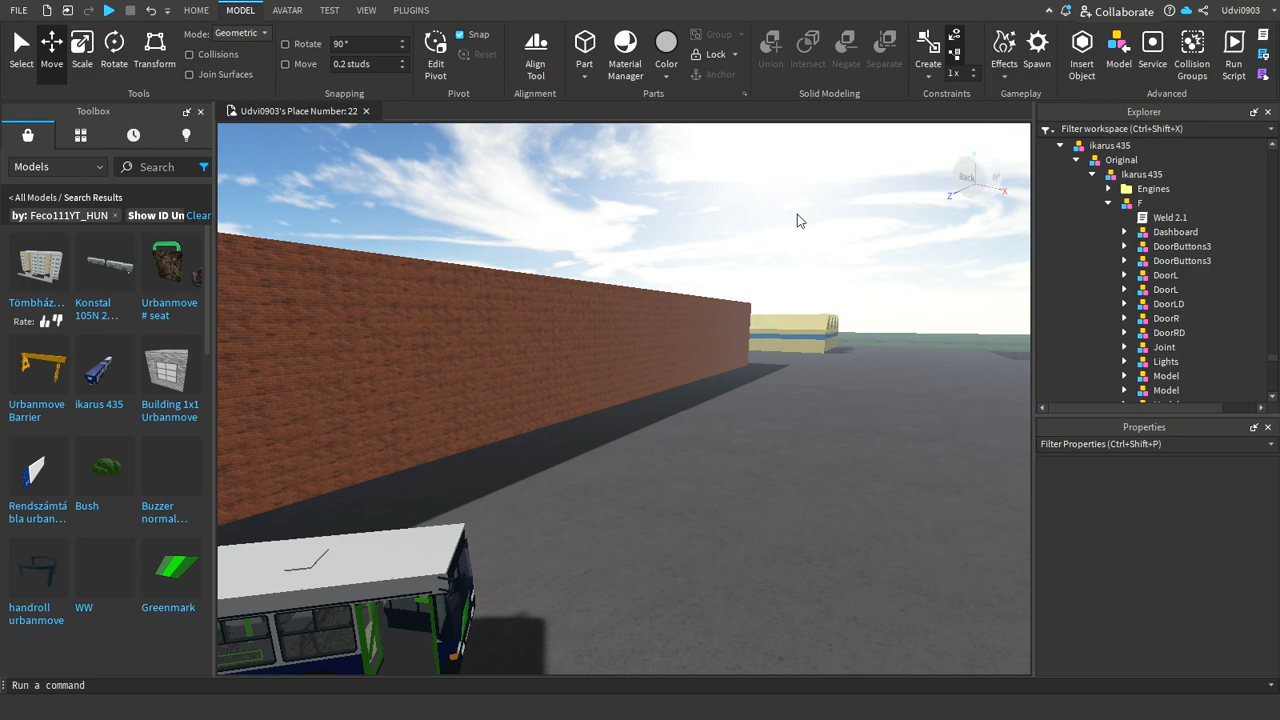 FILE
HOME
MODEL
AVATAR
TEST
VIEW
PLUGINS
Collaborate
Udvi0903
Select
Move
Scale
Rotate
Transform
Mode: Geometric
Collisions
Join Surfaces
Tools
Rotate 90°
Move 0.2 studs
Snapping
Edit Pivot
Snap
Reset
Pivot
Align Tool
Alignment
Part
Material Manager
Color
Group
Lock
Anchor
Parts
Union
Intersect
Negate
Separate
Solid Modeling
Create
1 x
Constraints
Effects
Spawn
Gameplay
Insert Object
Model
Service
Collision Groups
Run Script
Advanced
Toolbox
Models
Search
< All Models / Search Results
by: Feco111YT_HUN × Show ID Un Clear
Tömbház...
Konstal 105N 2...
Urbanmove # seat
Rate:
Urbanmove Barrier
ikarus 435
Building 1x1 Urbanmove
Rendszámtá bla urban...
Bush
Buzzer normal...
handroll urbanmove
WW
Greenmark
Udvi0903's Place Number: 22
Back
X
Z
Explorer
Filter workspace (Ctrl+Shift+X)
ikarus 435
Original
Ikarus 435
Engines
F
Weld 2.1
Dashboard
DoorButtons3
DoorButtons3
DoorL
DoorL
DoorLD
DoorR
DoorRD
Joint
Lights
Model
Model
Properties
Filter Properties (Ctrl+Shift+P)
Run a command